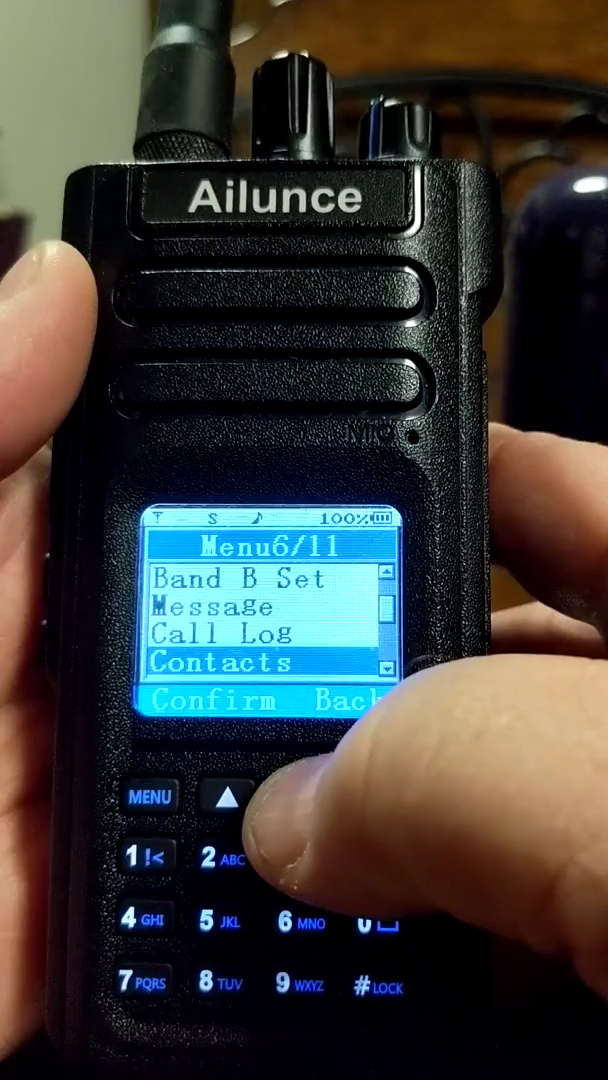 Ailunce
MIC
S 100%
Menu6/11
Band B Set
Message
Call Log
Contacts
Confirm Back
MENU
1 !< 2 ABC
4 GHI 5 JKL 6 MNO 0
7 PQRS 8 TUV 9 WXYZ # LOCK